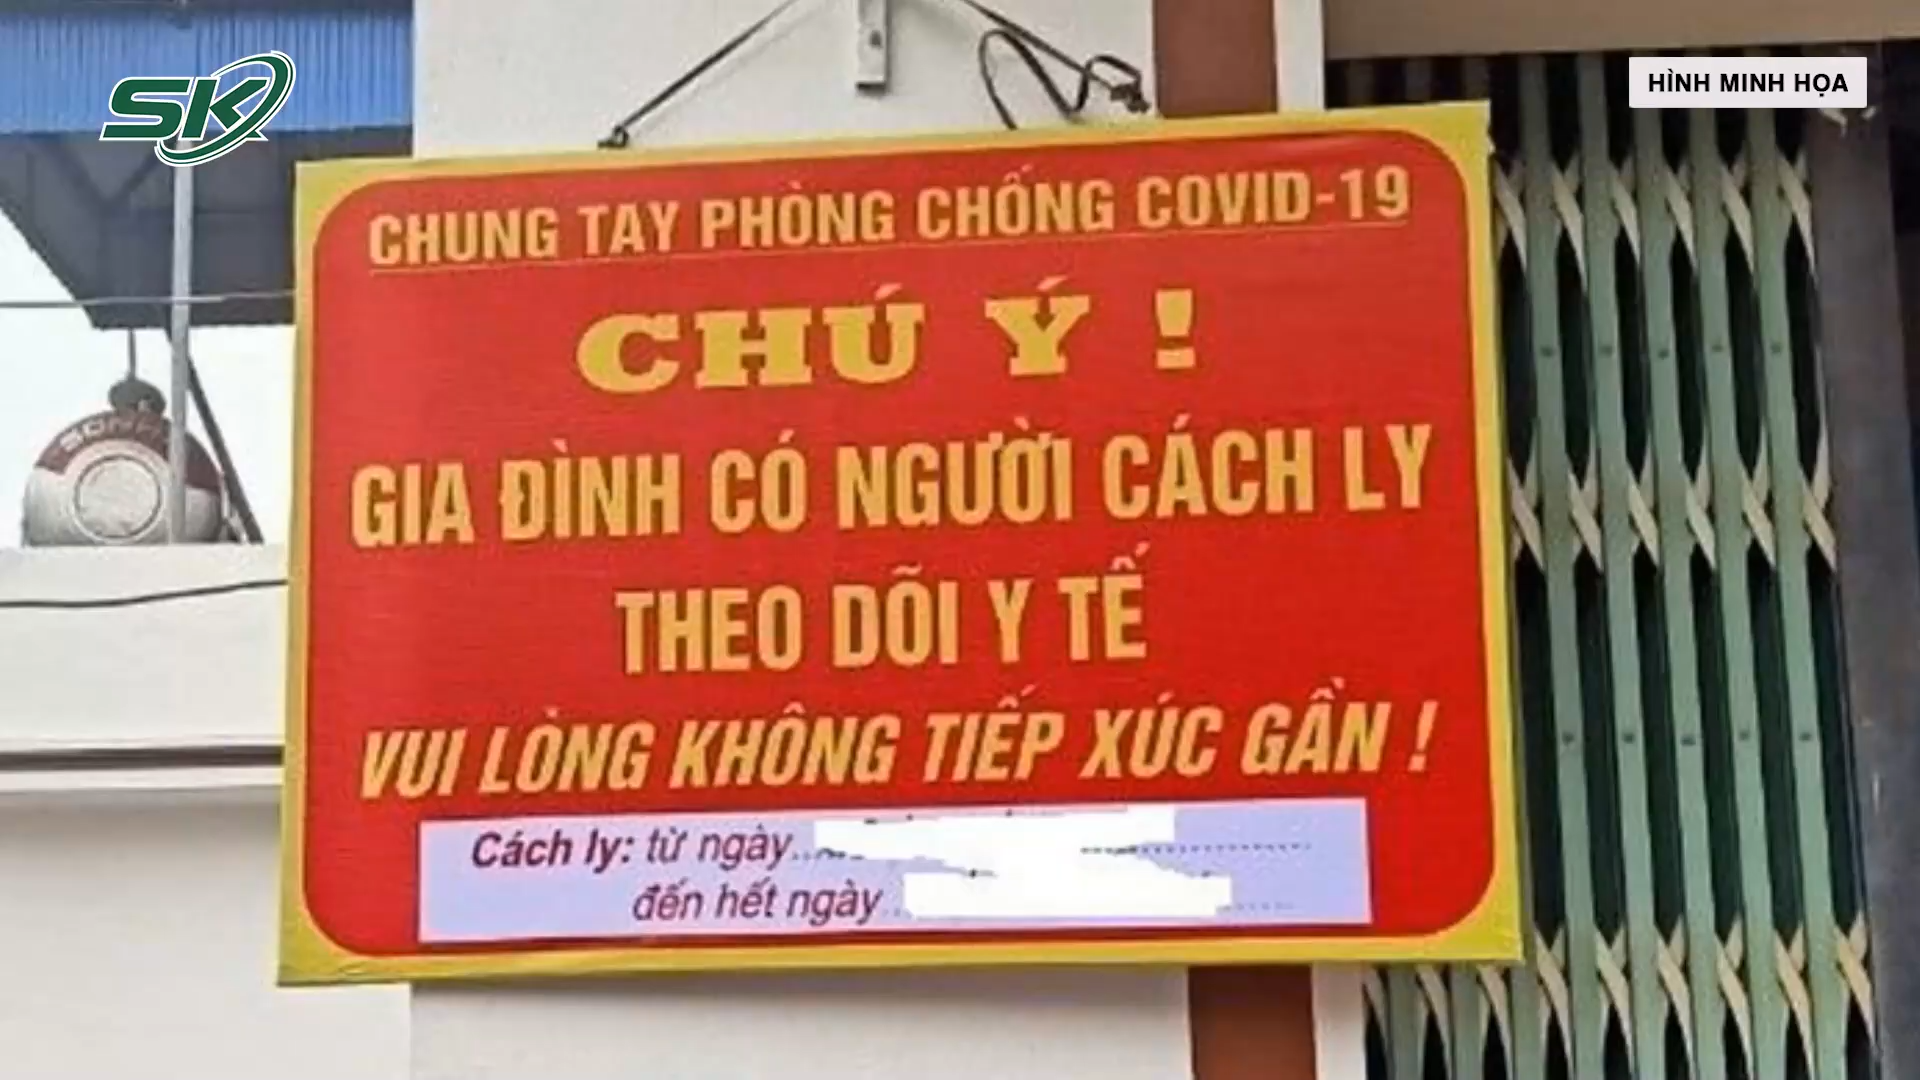 SK
HÌNH MINH HỌA
CHUNG TAY PHÒNG CHỐNG COVID-19
CHÚ Ý !
GIA ĐÌNH CÓ NGƯỜI CÁCH LY
THEO DÕI Y TẾ
VUI LÒNG KHÔNG TIẾP XÚC GẦN !
Cách ly: từ ngày
đến hết ngày